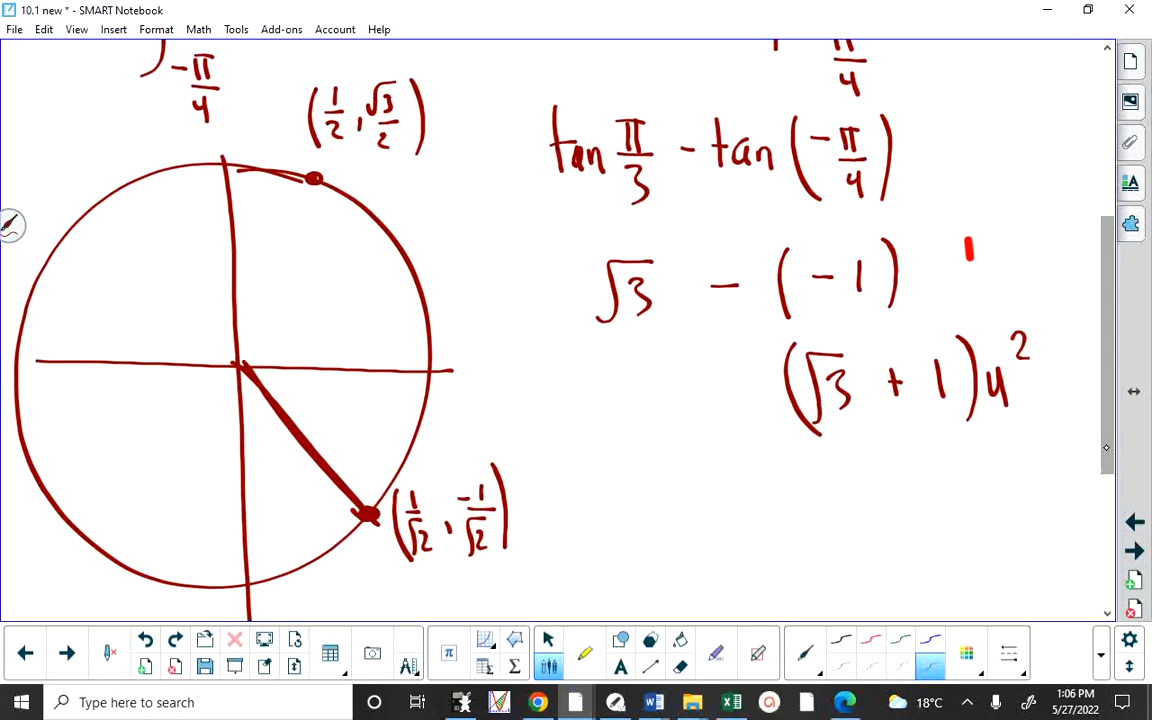 10.1 new * - SMART Notebook
File Edit View Insert Format Math Tools Add-ons Account Help
∫ -π/4
π/4
(1/2, √3/2)
tan π/3 - tan (-π/4)
√3 - (-1)
(√3 + 1) u²
(1/√2, -1/√2)
Type here to search
18°C
1:06 PM
5/27/2022